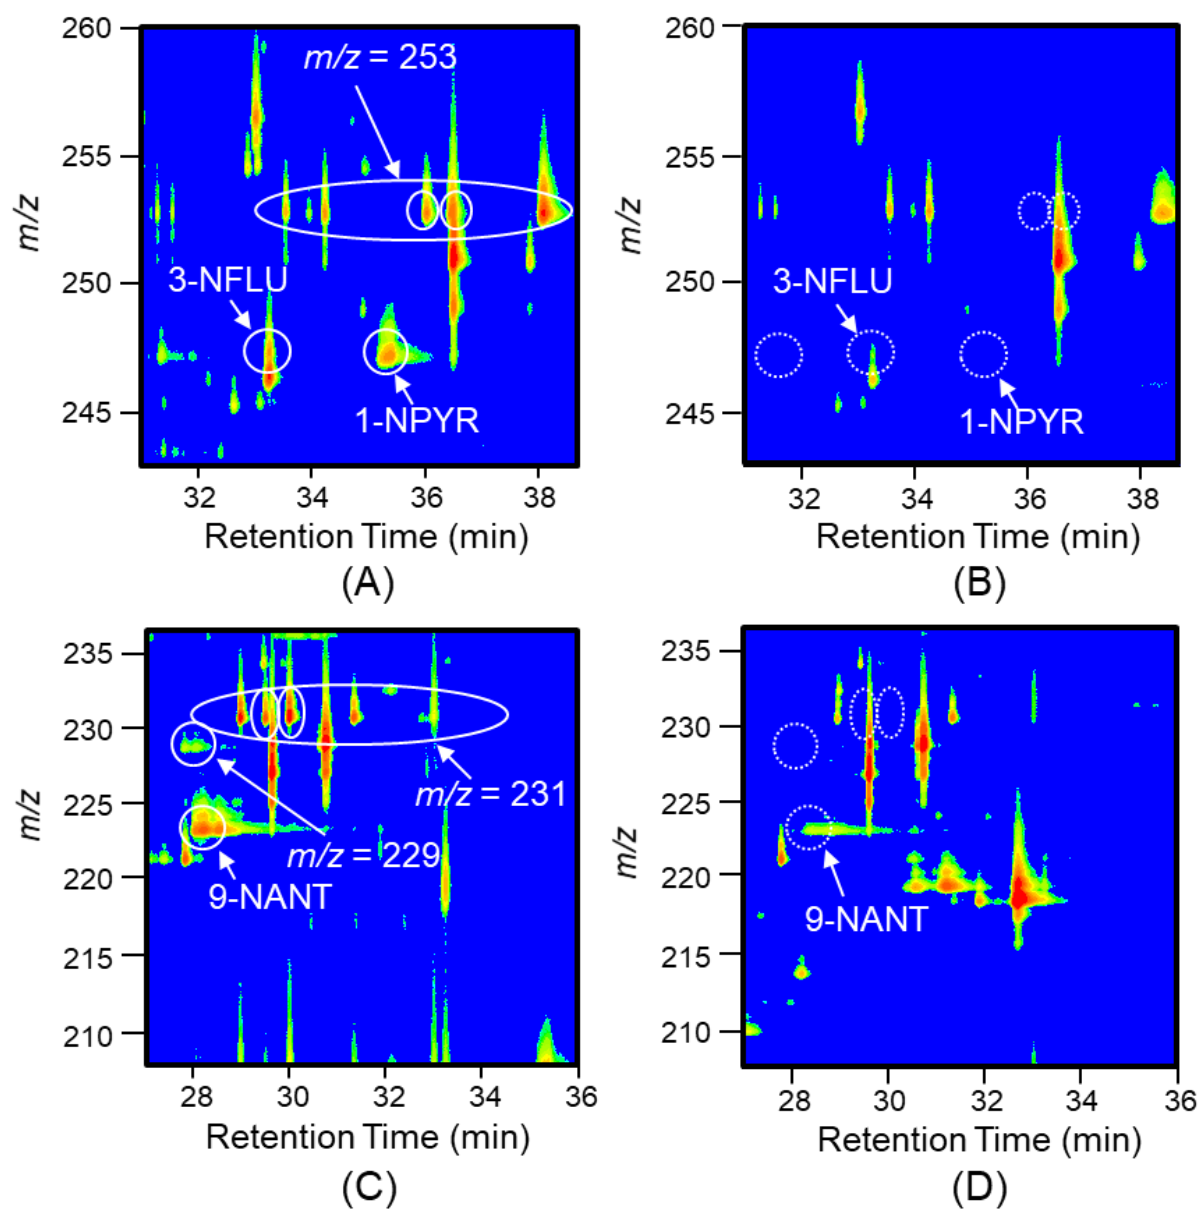 260
255
250
245
m/z
m/z = 253
3-NFLU
1-NPYR
32
34
36
38
Retention Time (min)
(A)
260
255
250
245
m/z
3-NFLU
1-NPYR
32
34
36
38
Retention Time (min)
(B)
235
230
225
220
215
210
m/z
m/z = 231
m/z = 229
9-NANT
28
30
32
34
36
Retention Time (min)
(C)
235
230
225
220
215
210
m/z
9-NANT
28
30
32
34
36
Retention Time (min)
(D)